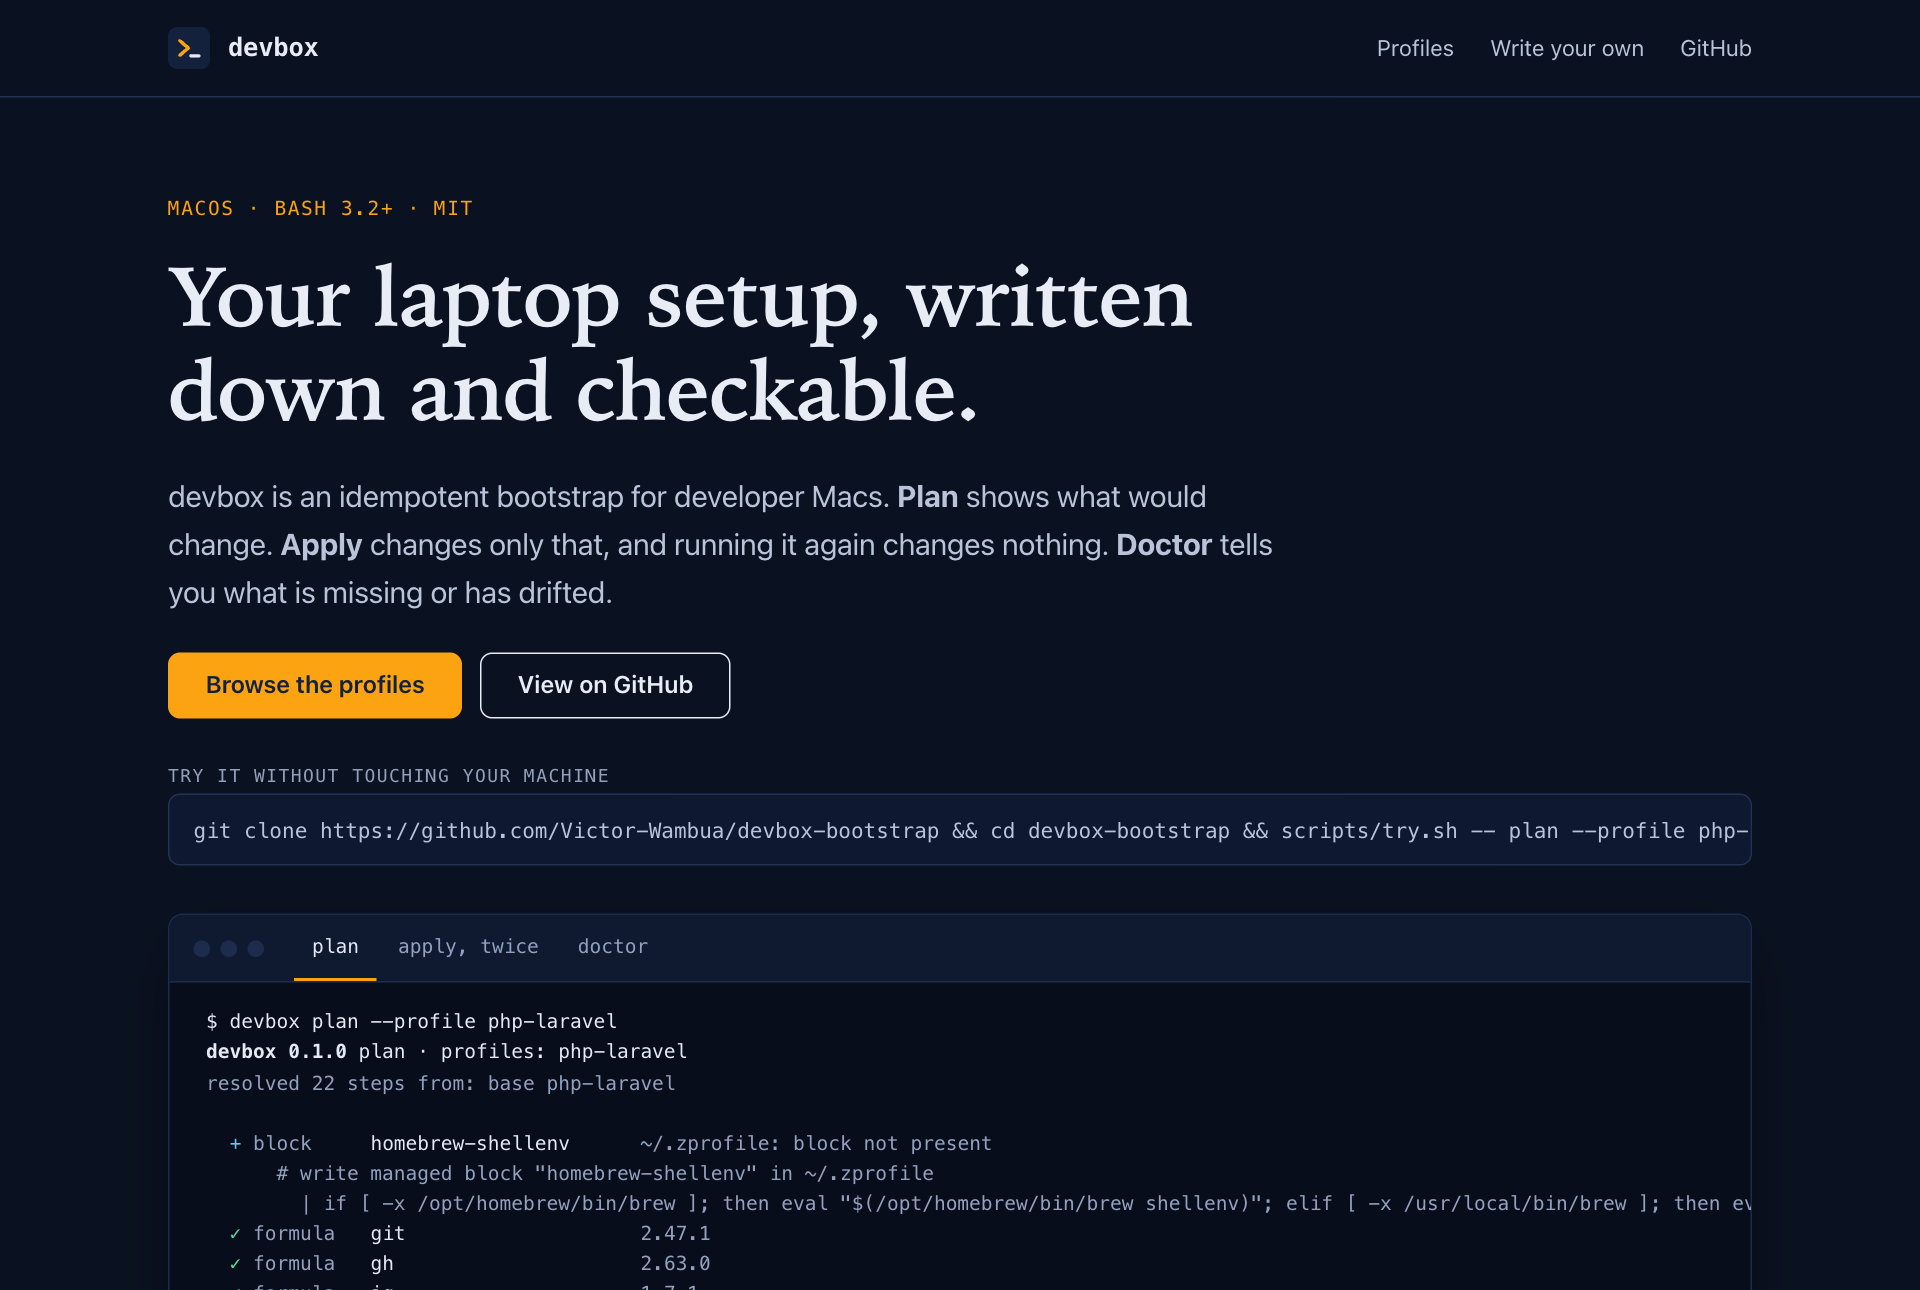 devbox
Profiles
Write your own
GitHub
MACOS · BASH 3.2+ · MIT
Your laptop setup, written
down and checkable.
devbox is an idempotent bootstrap for developer Macs. Plan shows what would
change. Apply changes only that, and running it again changes nothing. Doctor tells
you what is missing or has drifted.
Browse the profiles
View on GitHub
TRY IT WITHOUT TOUCHING YOUR MACHINE
git clone https://github.com/Victor-Wambua/devbox-bootstrap && cd devbox-bootstrap && scripts/try.sh -- plan --profile php-
plan
apply, twice
doctor
$ devbox plan --profile php-laravel
devbox 0.1.0 plan · profiles: php-laravel
resolved 22 steps from: base php-laravel
+ block homebrew-shellenv ~/.zprofile: block not present
# write managed block "homebrew-shellenv" in ~/.zprofile
| if [ -x /opt/homebrew/bin/brew ]; then eval "$(/opt/homebrew/bin/brew shellenv)"; elif [ -x /usr/local/bin/brew ]; then ev
✓ formula git 2.47.1
✓ formula gh 2.63.0